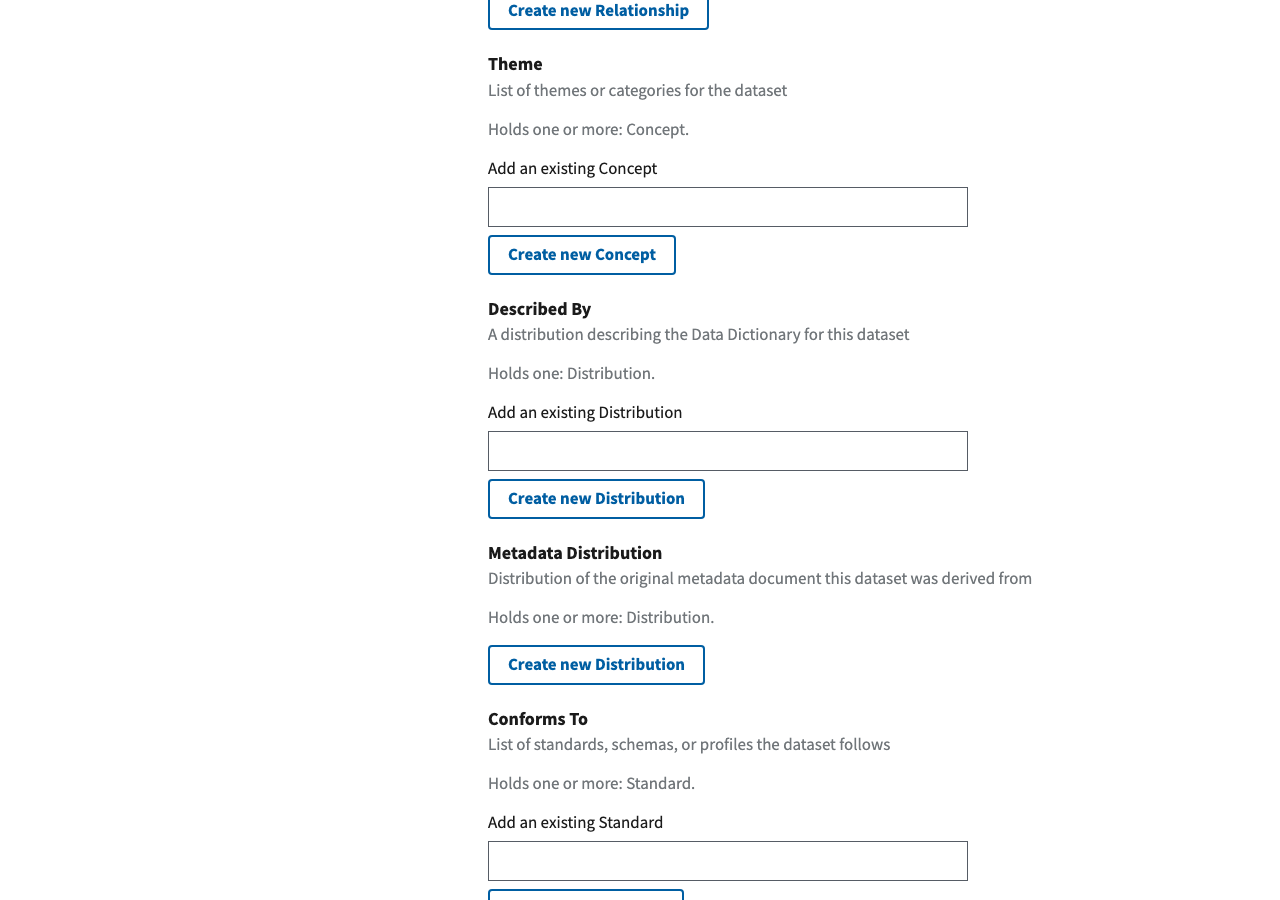 Create new Relationship
Theme
List of themes or categories for the dataset
Holds one or more: Concept.
Add an existing Concept
Create new Concept
Described By
A distribution describing the Data Dictionary for this dataset
Holds one: Distribution.
Add an existing Distribution
Create new Distribution
Metadata Distribution
Distribution of the original metadata document this dataset was derived from
Holds one or more: Distribution.
Create new Distribution
Conforms To
List of standards, schemas, or profiles the dataset follows
Holds one or more: Standard.
Add an existing Standard